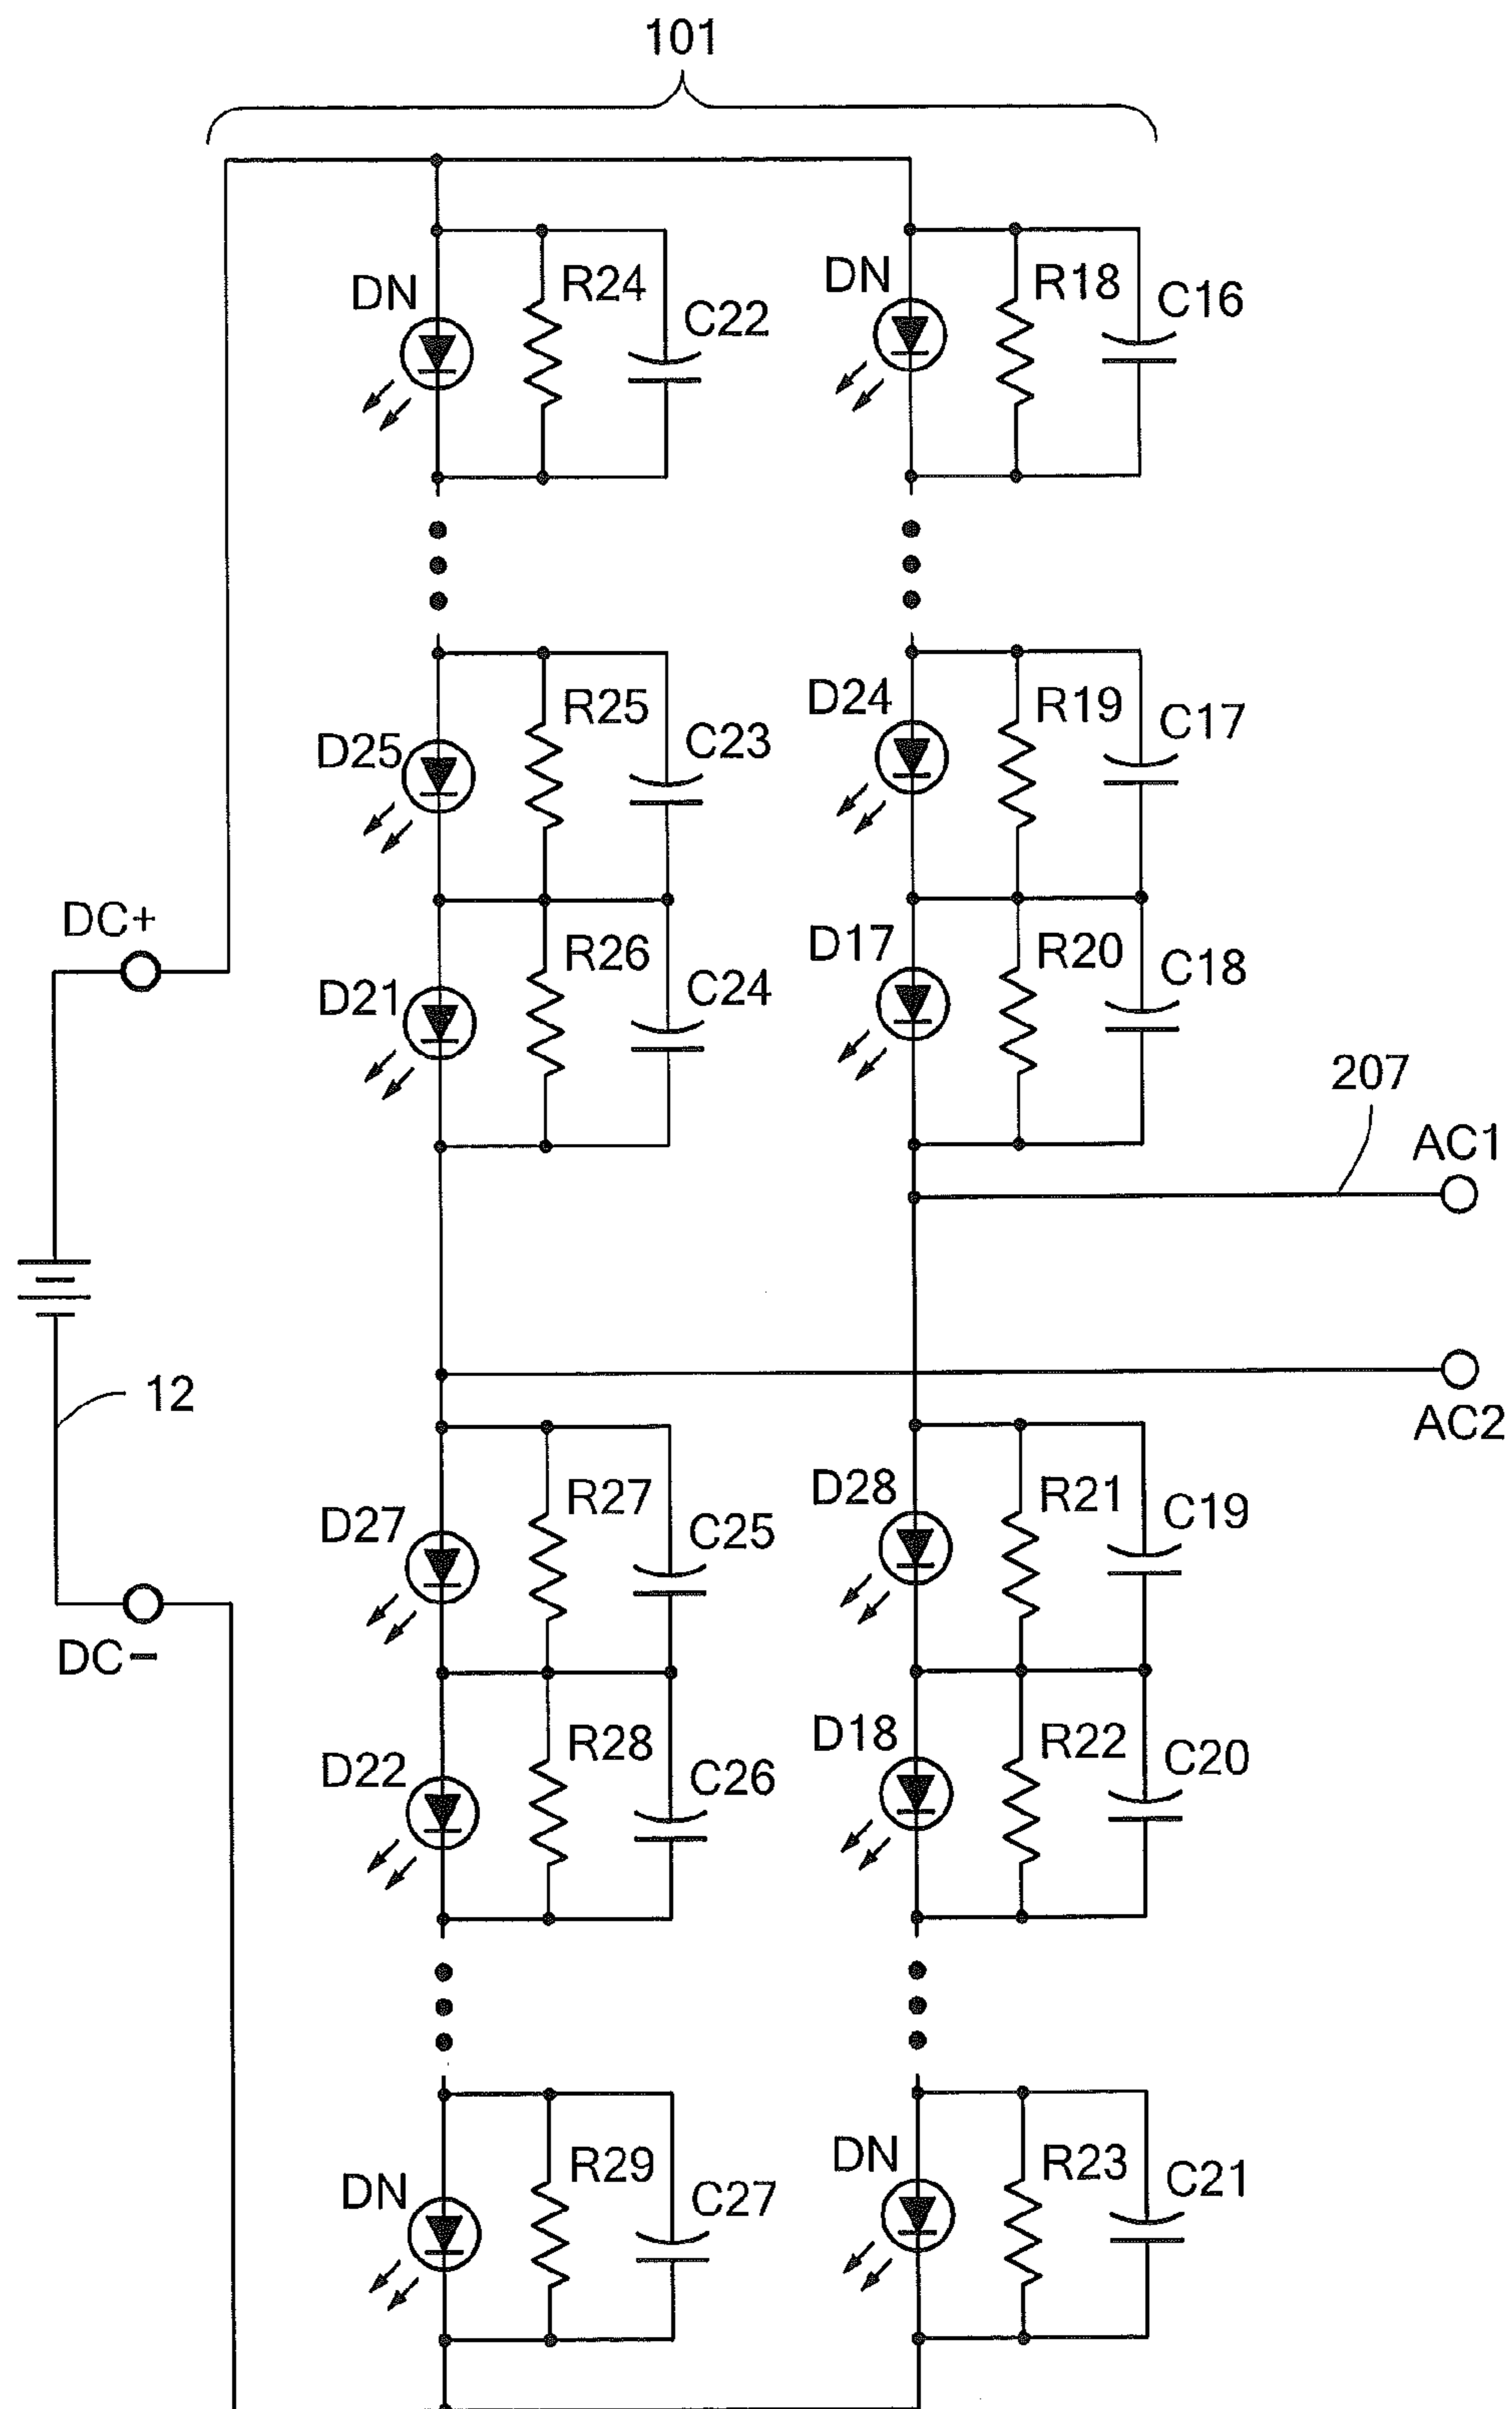 101
DN
R24
C22
DN
R18
C16
D25
R25
C23
D24
R19
C17
DC+
D21
R26
C24
D17
R20
C18
207
AC1
12
AC2
D27
R27
C25
D28
R21
C19
DC-
D22
R28
C26
D18
R22
C20
DN
R29
C27
DN
R23
C21